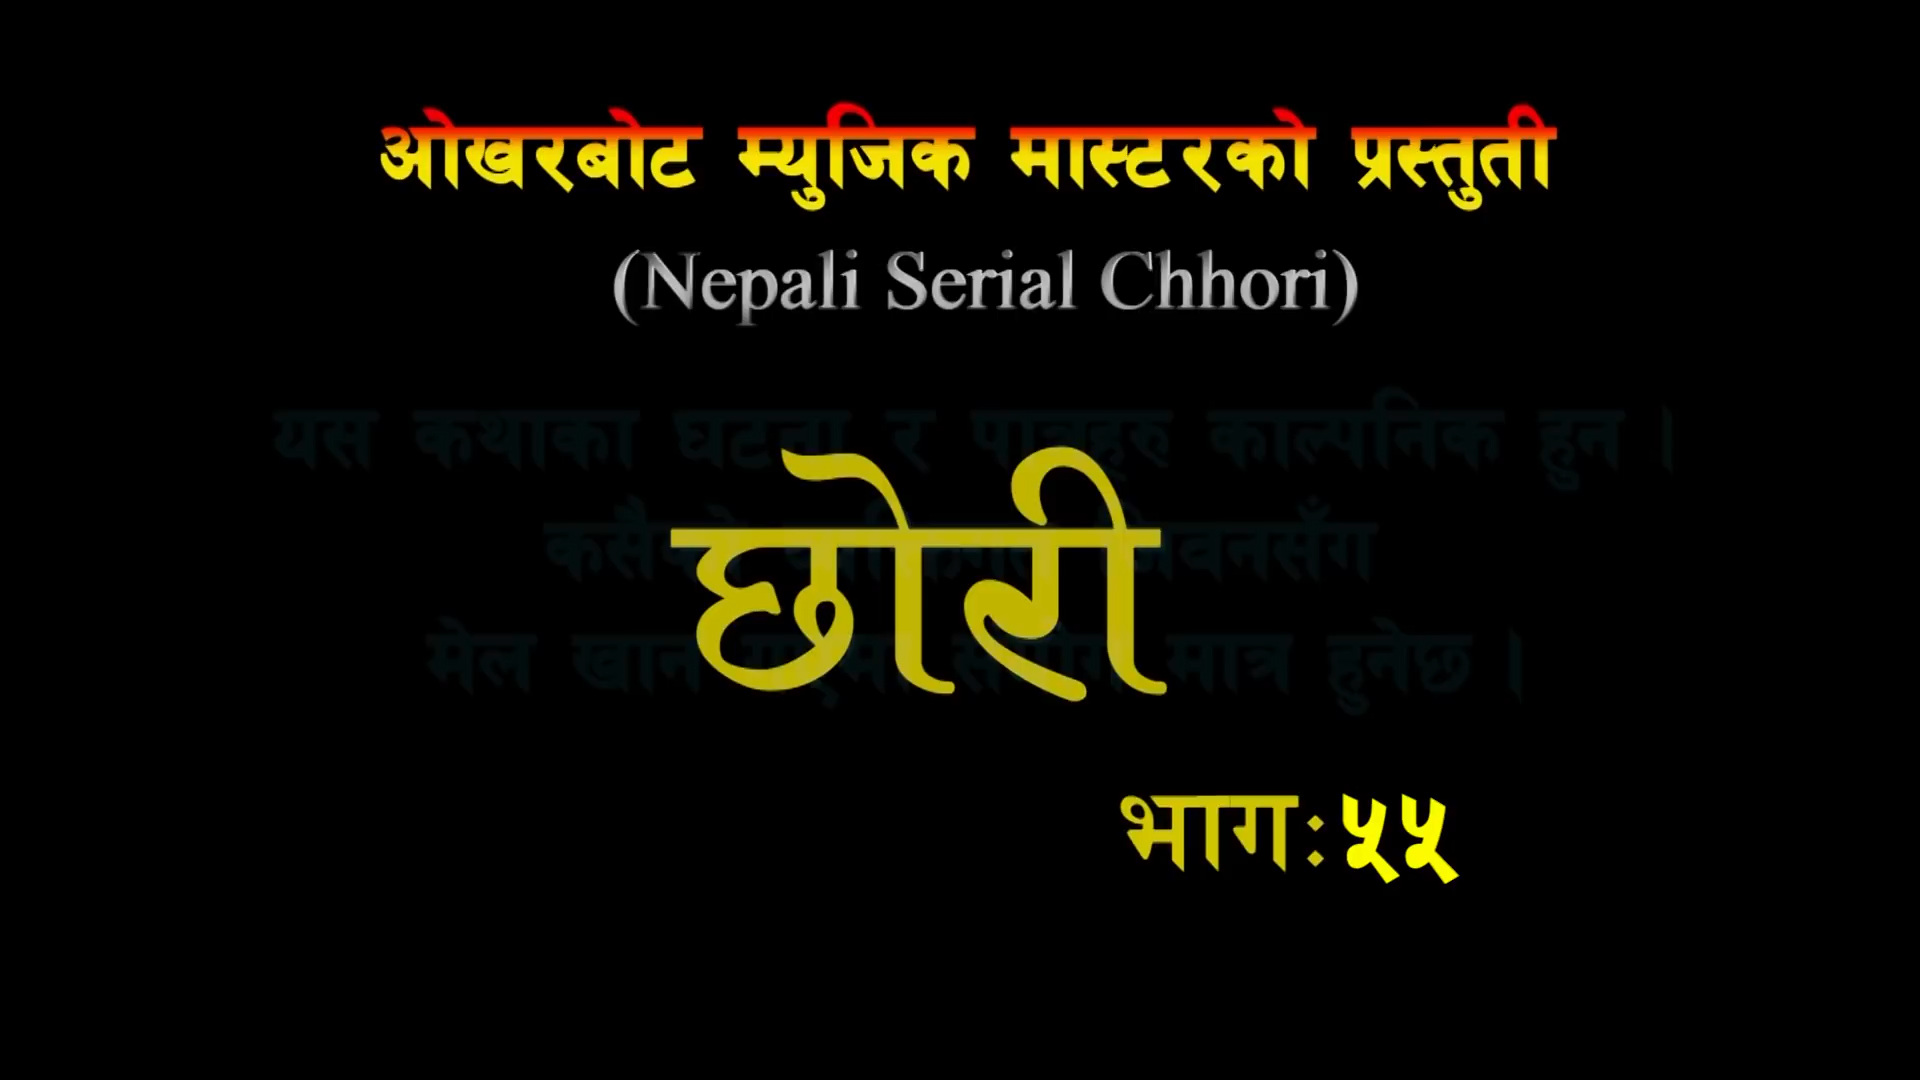 ओखरबोट म्युजिक मास्टरको प्रस्तुती
(Nepali Serial Chhori)
यस कथाका घटना र पात्रहरु काल्पनिक हुन ।
छोरी
मेल खान मात्र हुनेछ ।
भाग:५५